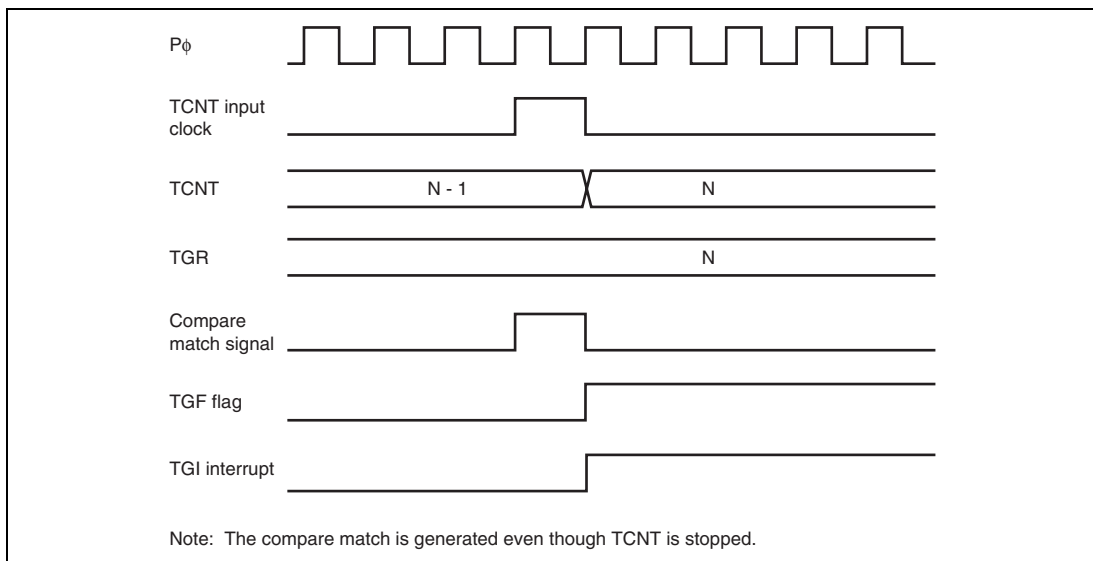 Pφ
TCNT input
clock
TCNT
N - 1
N
TGR
N
Compare
match signal
TGF flag
TGI interrupt
Note: The compare match is generated even though TCNT is stopped.